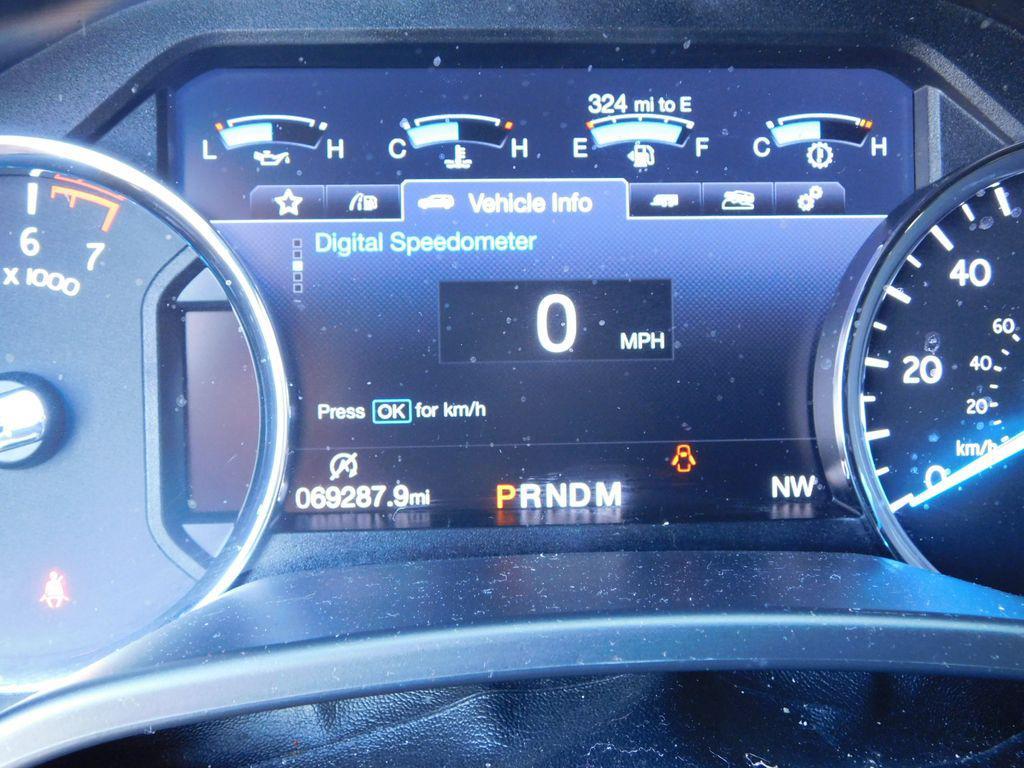 324 mi to E
L H
C H
E F
C H
Vehicle Info
Digital Speedometer
0 MPH
Press OK for km/h
069287.9mi
PRNDM
NW
6
7
x 1000
40
20
0
60
40
20
km/h